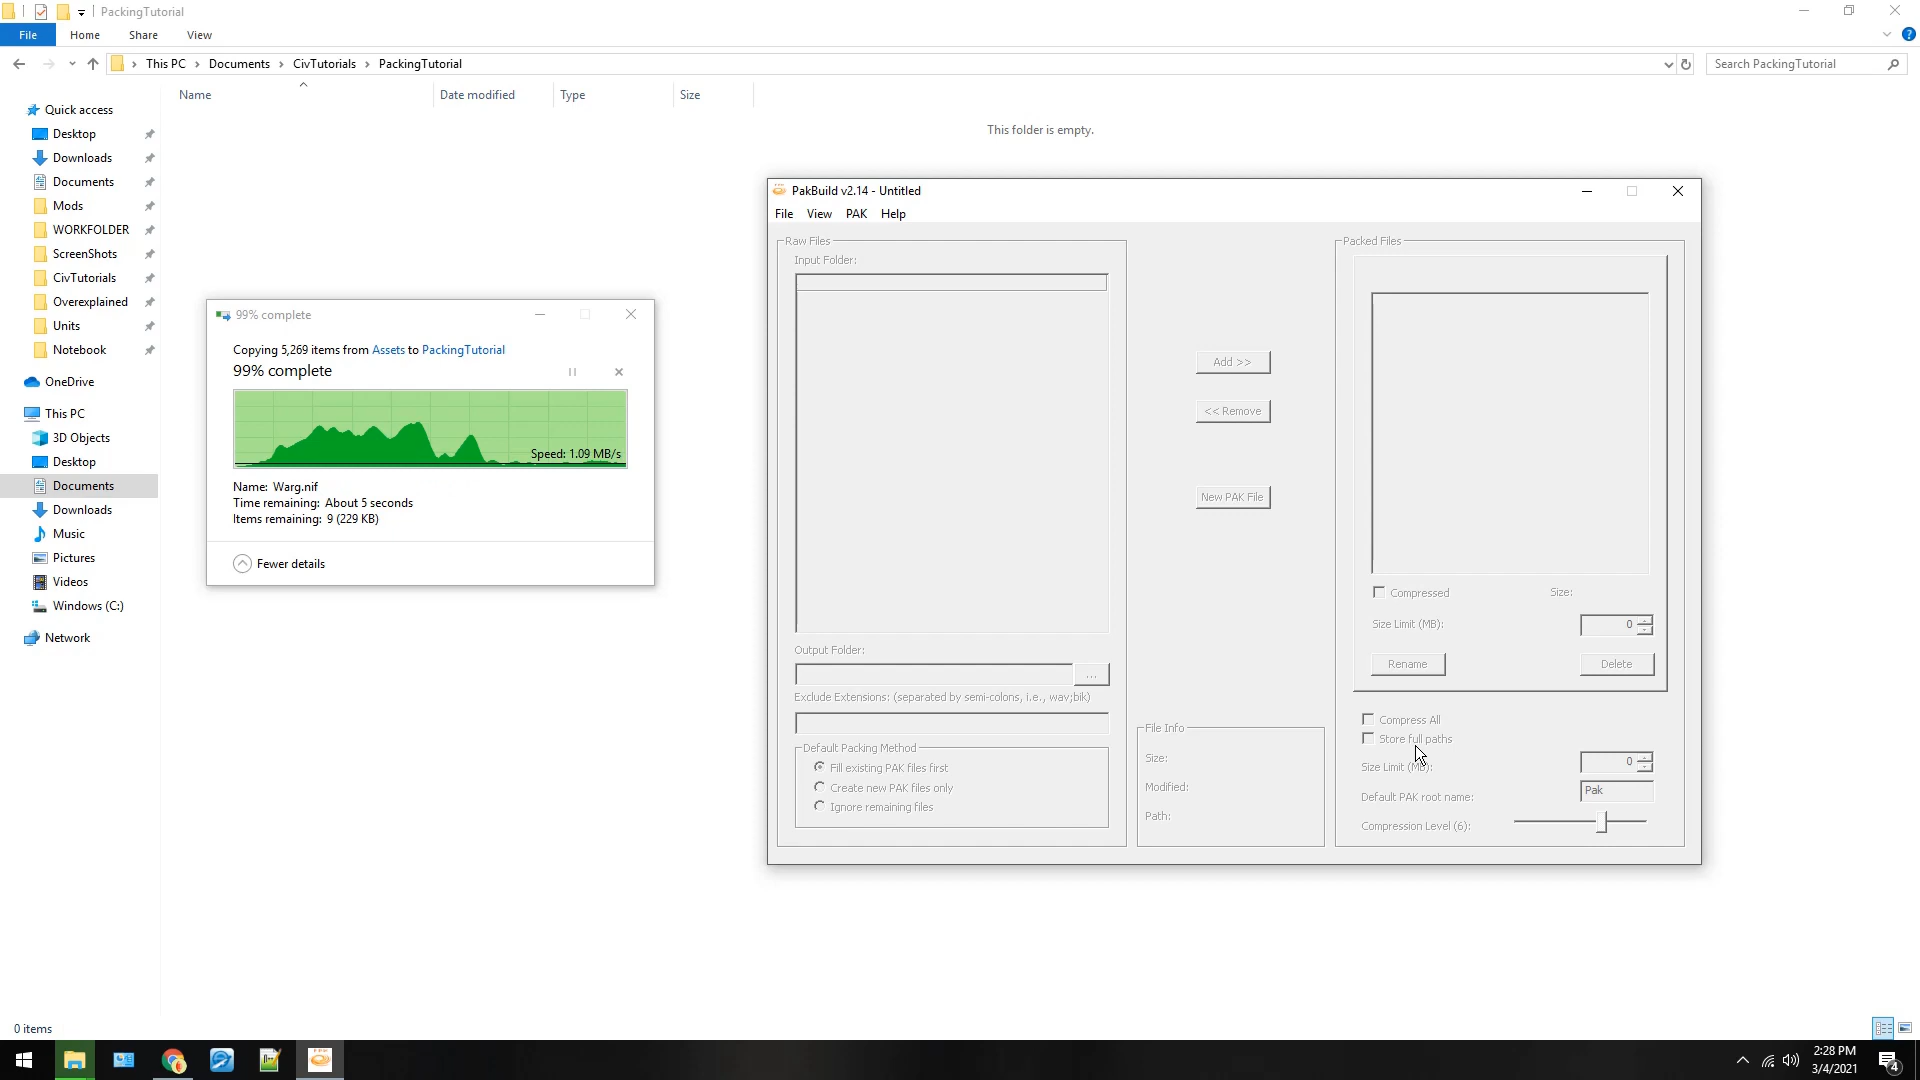 PackingTutorial
File
Home
Share
View
This PC
Documents
CivTutorials
PackingTutorial
Search PackingTutorial
Name
Date modified
Type
Size
This folder is empty.
Quick access
Desktop
Downloads
Documents
Mods
WORKFOLDER
ScreenShots
CivTutorials
Overexplained
Units
Notebook
OneDrive
This PC
3D Objects
Desktop
Documents
Downloads
Music
Pictures
Videos
Windows (C:)
Network
99% complete
Copying 5,269 items from Assets to PackingTutorial
99% complete
Speed: 1.09 MB/s
Name: Warg.nif
Time remaining: About 5 seconds
Items remaining: 9 (229 KB)
Fewer details
PakBuild v2.14 - Untitled
File
View
PAK
Help
Raw Files
Input Folder:
Output Folder:
...
Exclude Extensions: (separated by semi-colons, i.e., wav;bik)
Default Packing Method
Fill existing PAK files first
Create new PAK files only
Ignore remaining files
Add >>
<< Remove
New PAK File
File Info
Size:
Modified:
Path:
Packed Files
Compressed
Size:
Size Limit (MB):
0
Rename
Delete
Compress All
Store full paths
Size Limit (MB):
0
Default PAK root name:
Pak
Compression Level (6):
0 items
2:28 PM
3/4/2021
4